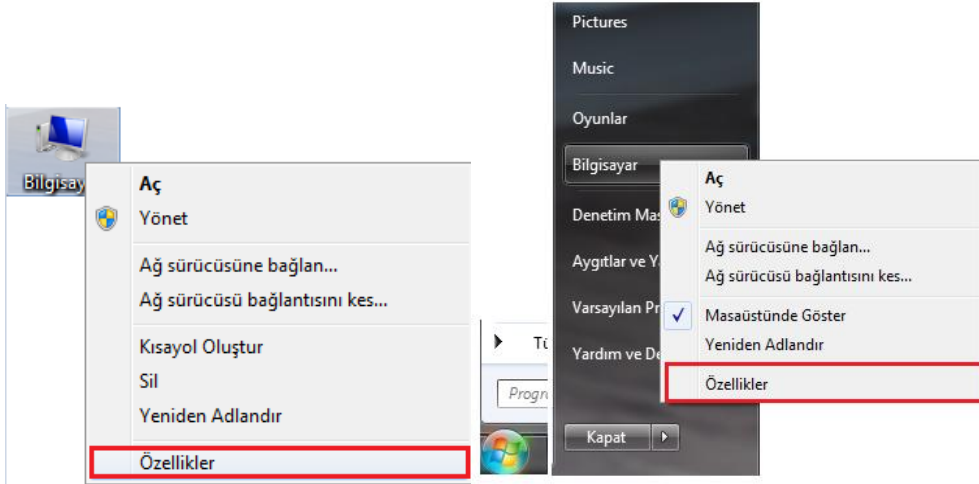 Bilgisay
Aç
Yönet
Ağ sürücüsüne bağlan...
Ağ sürücüsü bağlantısını kes...
Kısayol Oluştur
Sil
Yeniden Adlandır
Özellikler
Pictures
Music
Oyunlar
Bilgisayar
Denetim Mas
Aygıtlar ve Y
Varsayılan Pr
Yardım ve De
Kapat
Tü
Progra
Aç
Yönet
Ağ sürücüsüne bağlan...
Ağ sürücüsü bağlantısını kes...
Masaüstünde Göster
Yeniden Adlandır
Özellikler